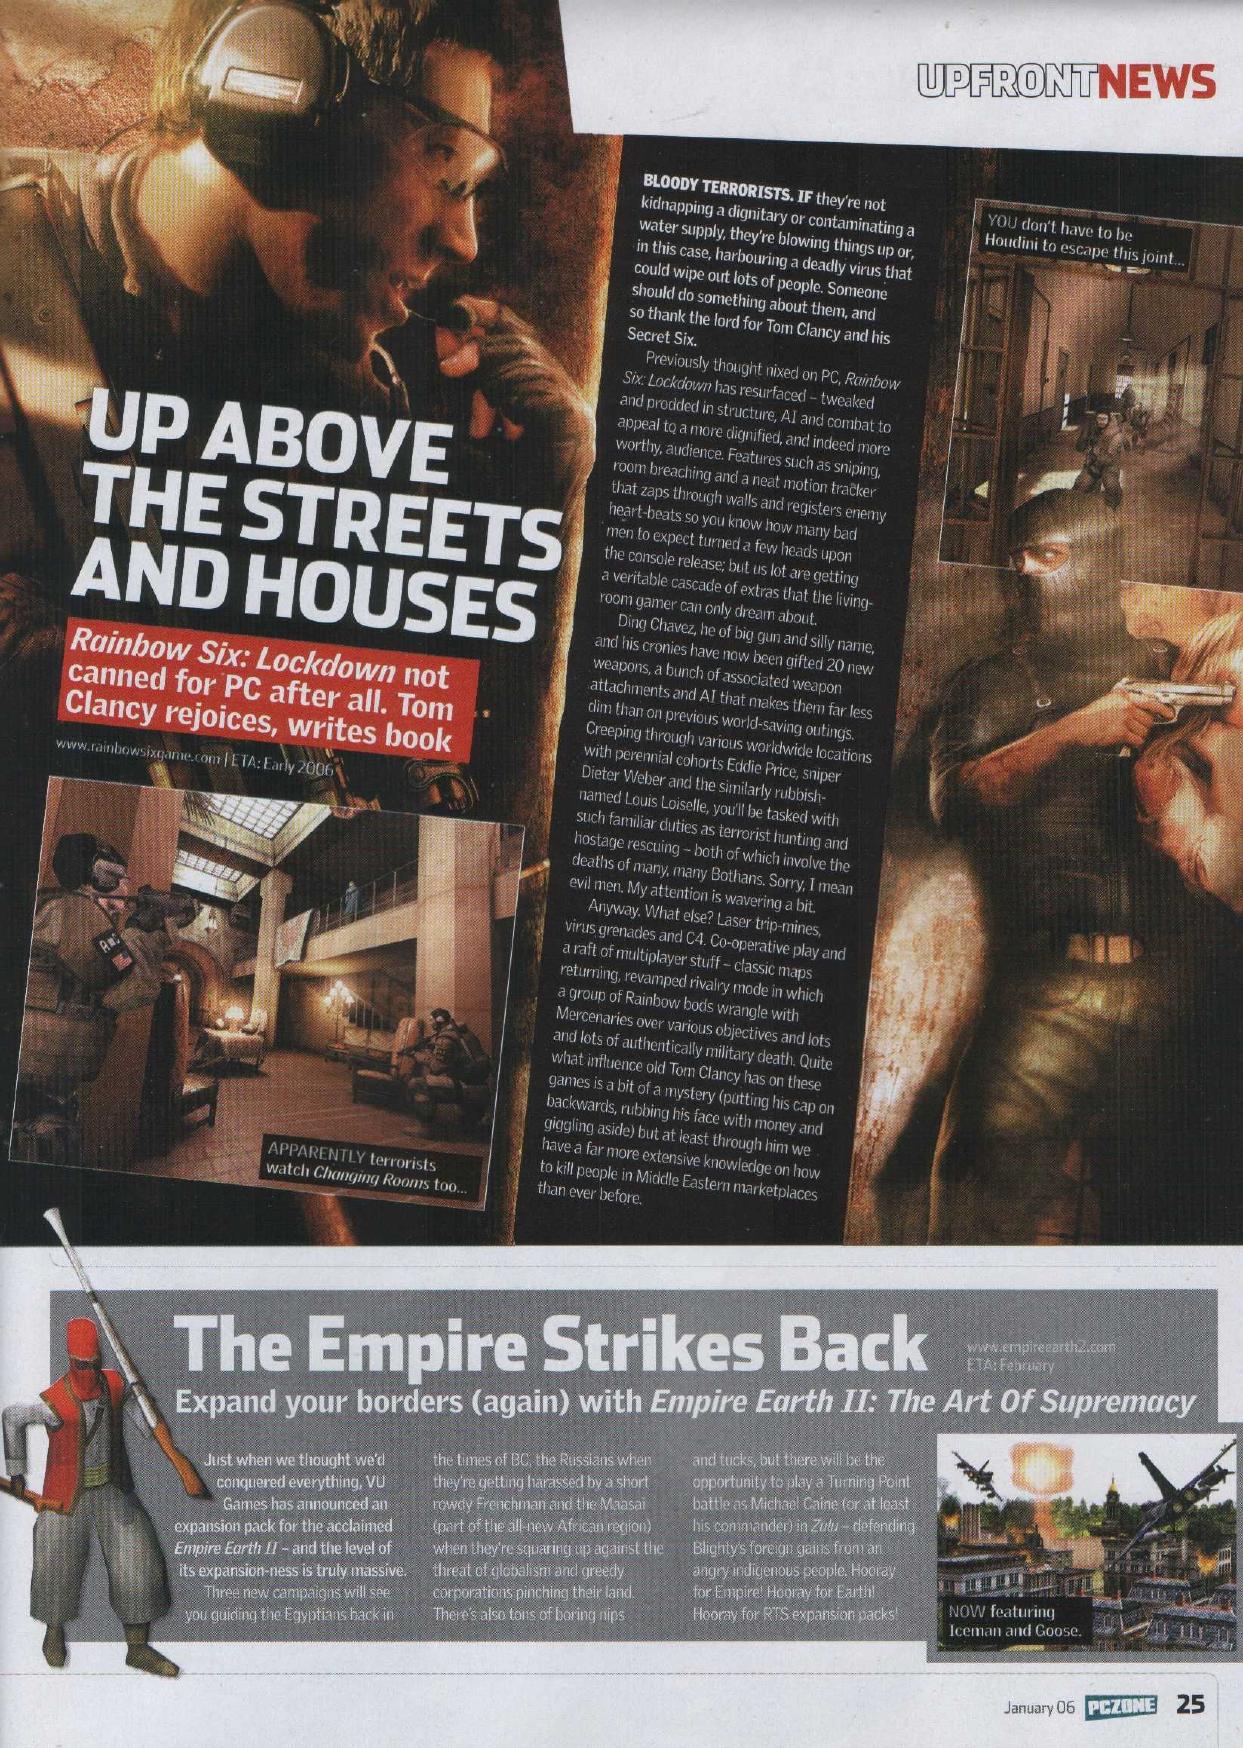 UPFRONTNEWS
UP ABOVE
THE STREETS
AND HOUSES
Rainbow Six: Lockdown not
canned for PC after all. Tom
Clancy rejoices, writes book
www.rainbowsixgame.com | ETA: Early 2006
BLOODY TERRORISTS. IF they're not
kidnapping a dignitary or contaminating a
water supply, they're blowing things up or,
in this case, harbouring a deadly virus that
could wipe out lots of people. Someone
should do something about them, and
so thank the lord for Tom Clancy and his
Secret Six.
Previously thought nixed on PC, Rainbow
Six: Lockdown has resurfaced – tweaked
and prodded in structure, AI and combat to
appeal to a more dignified, and indeed more
worthy, audience. Features such as sniping,
room breaching and a neat motion tracker
that zaps through walls and registers enemy
heart-beats so you know how many bad
men to expect turned a few heads upon
the console release; but us lot are getting
a veritable cascade of extras that the living-
room gamer can only dream about.
Ding Chavez, he of big gun and silly name,
and his cronies have now been gifted 20 new
weapons, a bunch of associated weapon
attachments and AI that makes them far less
dim than on previous world-saving outings.
Creeping through various worldwide locations
with perennial cohorts Eddie Price, sniper
Dieter Weber and the similarly rubbish-
named Louis Loiselle, you'll be tasked with
such familiar duties as terrorist hunting and
hostage rescuing – both of which involve the
deaths of many, many Bothans. Sorry, I mean
evil men. My attention is wavering a bit.
Anyway. What else? Laser trip-mines,
virus grenades and C4. Co-operative play and
a raft of multiplayer stuff – classic maps
returning, revamped rivalry mode in which
a group of Rainbow bods wrangle with
Mercenaries over various objectives and lots
and lots of authentically military death. Quite
what influence old Tom Clancy has on these
games is a bit of a mystery (putting his cap on
backwards, rubbing his face with money and
giggling aside) but at least through him we
have a far more extensive knowledge on how
to kill people in Middle Eastern marketplaces
than ever before.
YOU don't have to be
Houdini to escape this joint...
APPARENTLY terrorists
watch Changing Rooms too...
The Empire Strikes Back
www.empireearth2.com
ETA: February
Expand your borders (again) with Empire Earth II: The Art Of Supremacy
Just when we thought we'd
conquered everything, VU
Games has announced an
expansion pack for the acclaimed
Empire Earth II – and the level of
its expansion-ness is truly massive.
Three new campaigns will see
you guiding the Egyptians back in
the times of BC, the Russians when
they're getting harassed by a short
rowdy Frenchman and the Maasai
(part of the all-new African region)
when they're squaring up against the
threat of globalism and greedy
corporations pinching their land.
There's also tons of boring nips
and tucks, but there will be the
opportunity to play a Turning Point
battle as Michael Caine (or at least
his commander) in Zulu – defending
Blighty's foreign gains from an
angry indigenous people. Hooray
for Empire! Hooray for Earth!
Hooray for RTS expansion packs!
NOW featuring
Iceman and Goose.
January 06 PCZONE 25